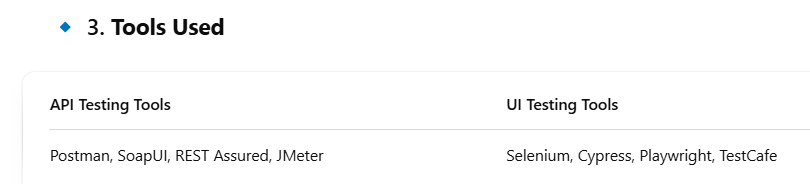 3. Tools Used
API Testing Tools UI Testing Tools
Postman, SoapUI, REST Assured, JMeter Selenium, Cypress, Playwright, TestCafe